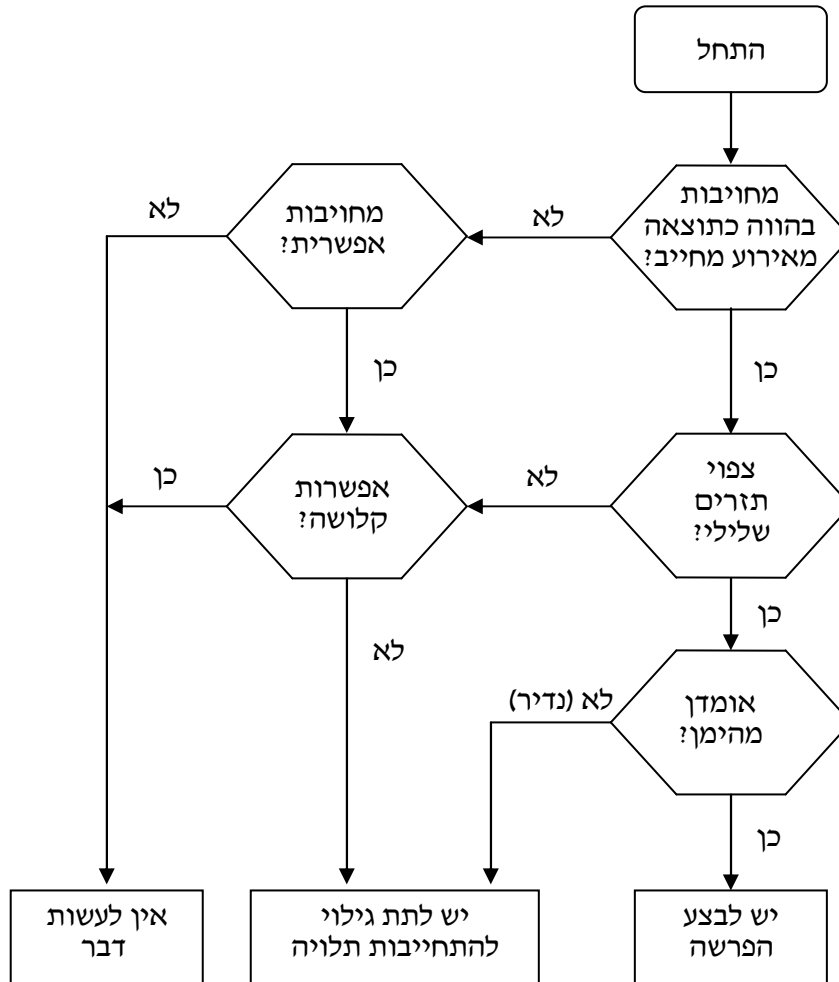 התחל
מחויבות
בהווה כתוצאה
מאירוע מחייב?
לא
מחויבות
אפשרית?
לא
כן
כן
צפוי
תזרים
שלילי?
לא
אפשרות
קלושה?
כן
כן
לא
אומדן
מהימן?
לא (נדיר)
כן
יש לבצע
הפרשה
יש לתת גילוי
להתחייבות תלויה
אין לעשות
דבר